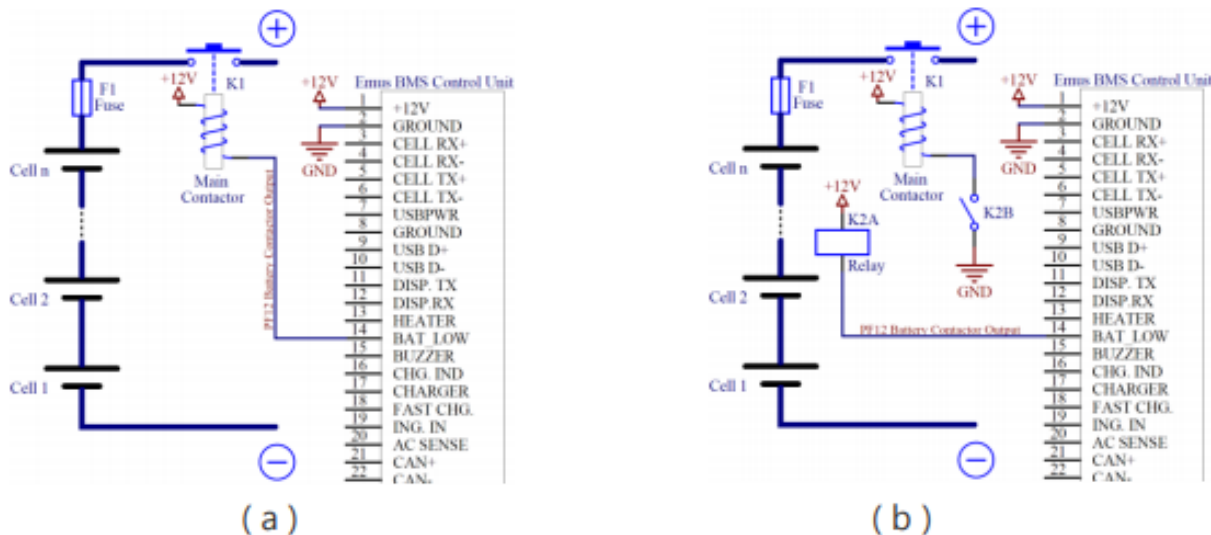 +12V
K1
F1
Fuse
+12V
Emus BMS Control Unit
Cell n
Main
Contactor
GND
PF12 Battery Contactor Output
Cell 2
Cell 1
1
+12V
2
GROUND
3
CELL RX+
4
CELL RX-
5
CELL TX+
6
CELL TX-
7
USBPWR
8
GROUND
9
USB D+
10
USB D-
11
DISP. TX
12
DISP.RX
13
HEATER
14
BAT_LOW
15
BUZZER
16
CHG. IND
17
CHARGER
18
FAST CHG.
19
ING. IN
20
AC SENSE
21
CAN+
22
CAN-
( a )
+12V
K1
F1
Fuse
+12V
Emus BMS Control Unit
Cell n
Main
Contactor
GND
+12V
K2A
Relay
K2B
GND
PF12 Battery Contactor Output
Cell 2
Cell 1
1
+12V
2
GROUND
3
CELL RX+
4
CELL RX-
5
CELL TX+
6
CELL TX-
7
USBPWR
8
GROUND
9
USB D+
10
USB D-
11
DISP. TX
12
DISP.RX
13
HEATER
14
BAT_LOW
15
BUZZER
16
CHG. IND
17
CHARGER
18
FAST CHG.
19
ING. IN
20
AC SENSE
21
CAN+
22
CAN-
( b )